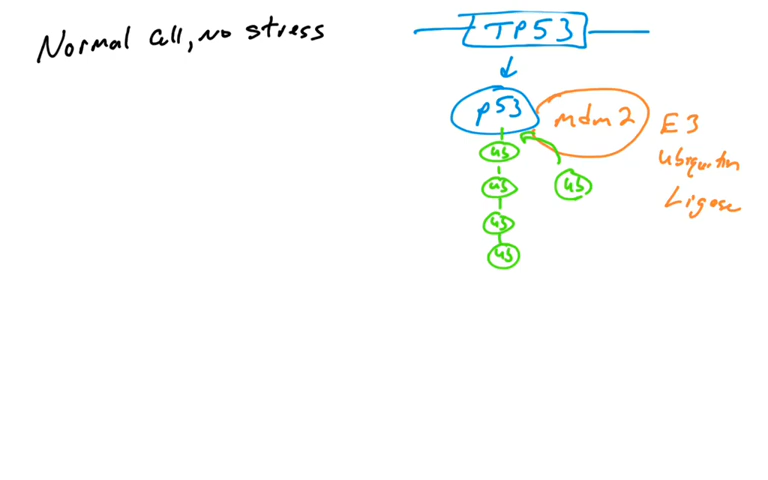 Normal Cell, no stress
TP53
p53
mdm2
E3
Ubiquitin
Ligase
ub
ub
ub
ub
ub